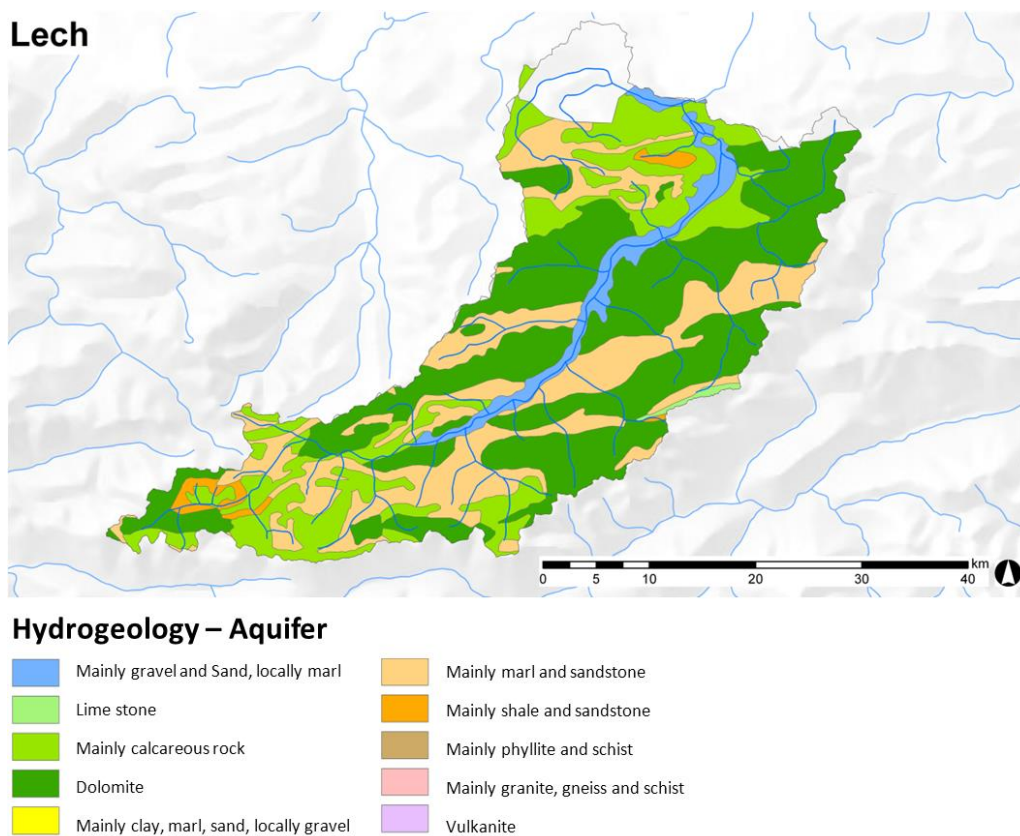 Lech
km
0 5 10 20 30 40
Hydrogeology – Aquifer
Mainly gravel and Sand, locally marl
Lime stone
Mainly calcareous rock
Dolomite
Mainly clay, marl, sand, locally gravel
Mainly marl and sandstone
Mainly shale and sandstone
Mainly phyllite and schist
Mainly granite, gneiss and schist
Vulkanite